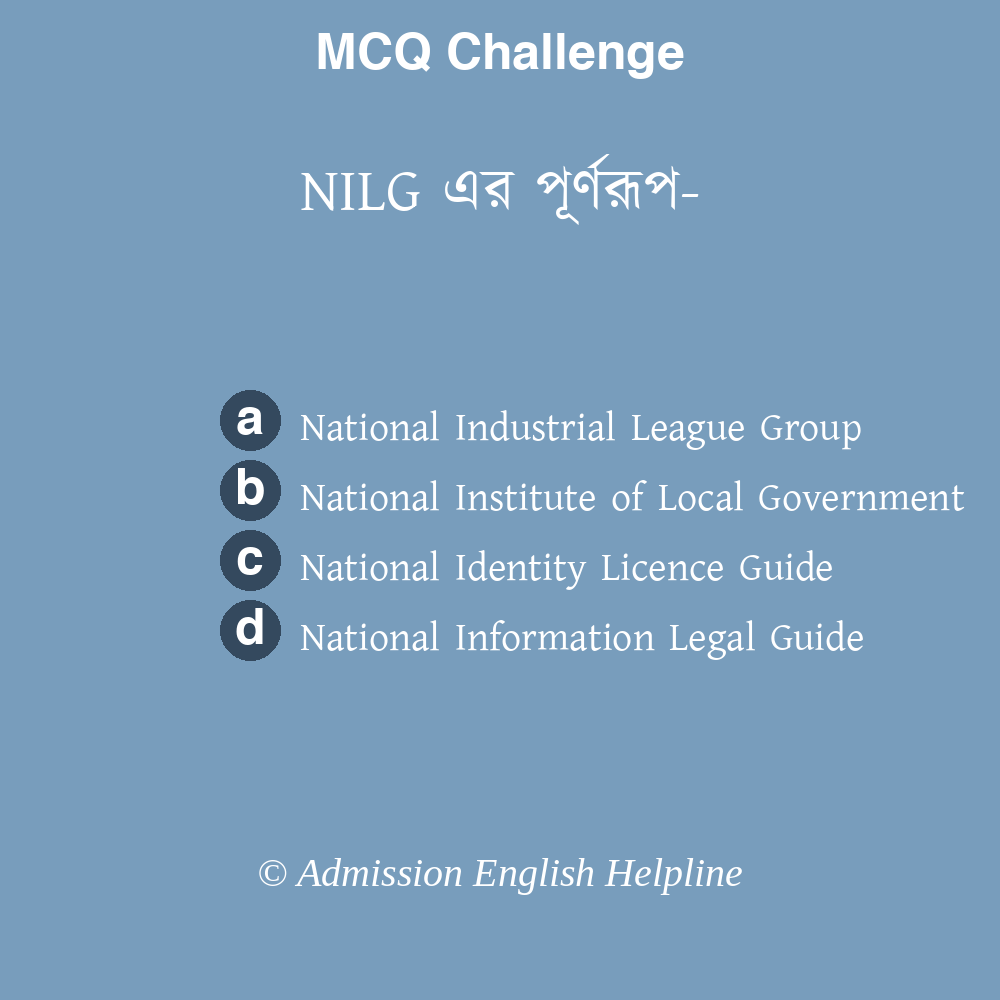 MCQ Challenge
NILG এর পূর্ণরূপ-
a National Industrial League Group
b National Institute of Local Government
c National Identity Licence Guide
d National Information Legal Guide
© Admission English Helpline